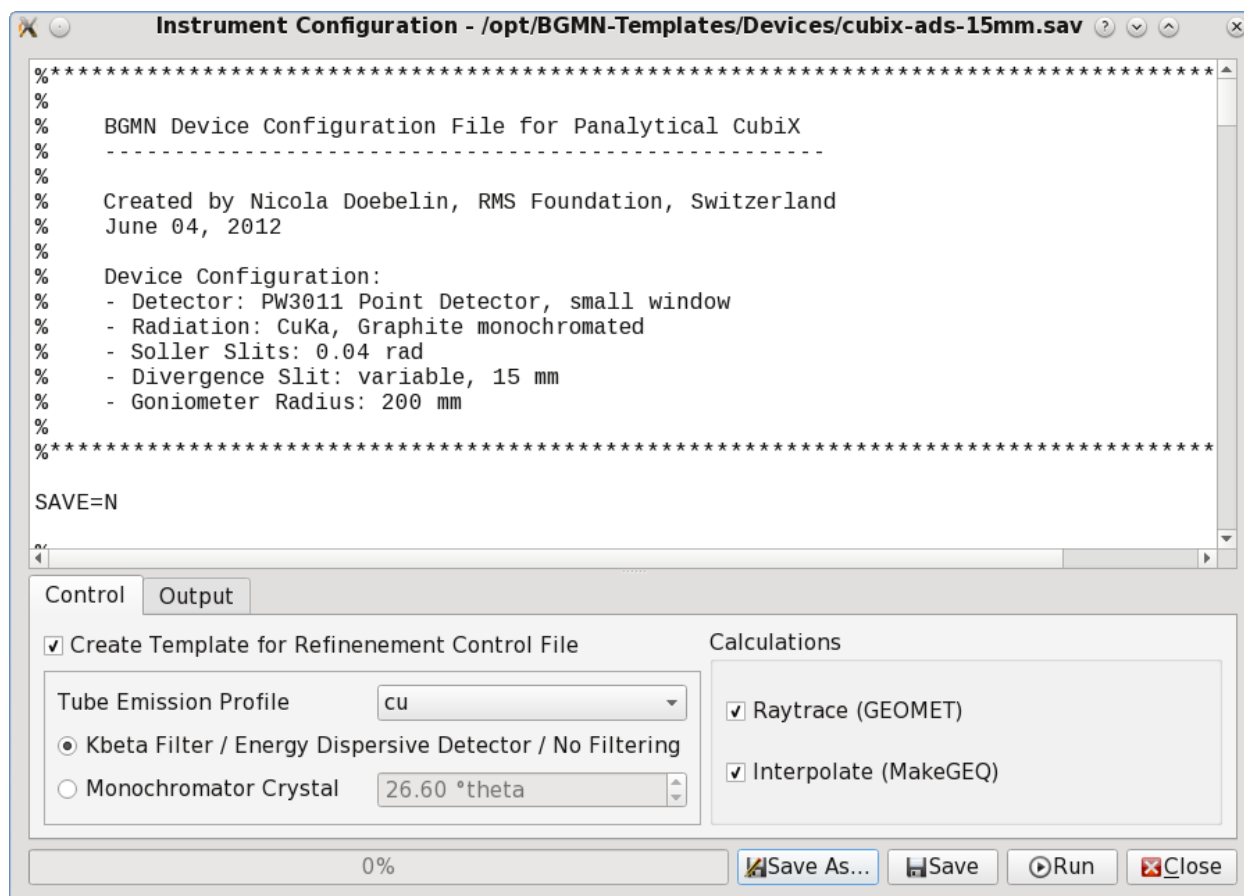 Instrument Configuration - /opt/BGMN-Templates/Devices/cubix-ads-15mm.sav
%*************************************************************************************
%
% BGMN Device Configuration File for Panalytical CubiX
% ----------------------------------------------------
%
% Created by Nicola Doebelin, RMS Foundation, Switzerland
% June 04, 2012
%
% Device Configuration:
% - Detector: PW3011 Point Detector, small window
% - Radiation: CuKa, Graphite monochromated
% - Soller Slits: 0.04 rad
% - Divergence Slit: variable, 15 mm
% - Goniometer Radius: 200 mm
%
%*************************************************************************************
SAVE=N
%
Control Output
Create Template for Refinenement Control File
Tube Emission Profile cu
Kbeta Filter / Energy Dispersive Detector / No Filtering
Monochromator Crystal 26.60 °theta
Calculations
Raytrace (GEOMET)
Interpolate (MakeGEQ)
0% Save As... Save Run Close